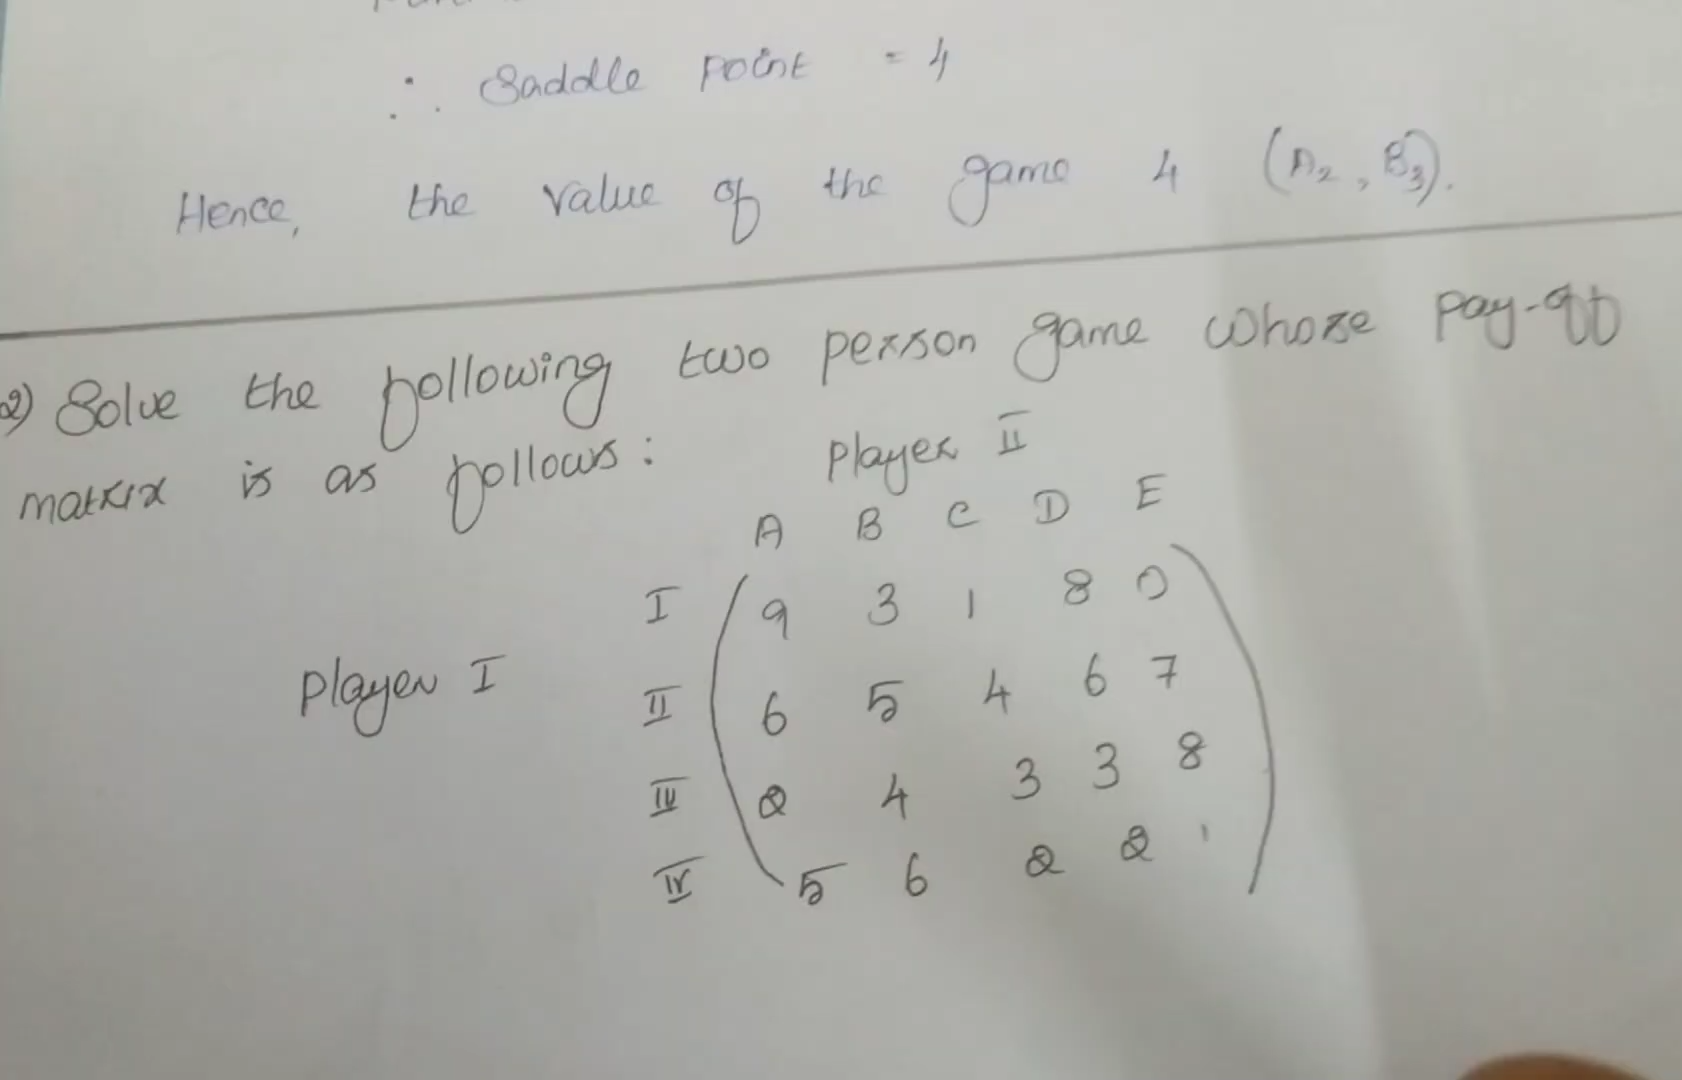 ∴ Saddle point = 4
Hence, the value of the game 4 (A₂, B₃).
2) Solve the following two person game whose pay-off
matrix is as follows:
Player II
A B C D E
I 9 3 1 8 0
Player I
II 6 5 4 6 7
III 2 4 3 3 8
IV 5 6 2 2 1